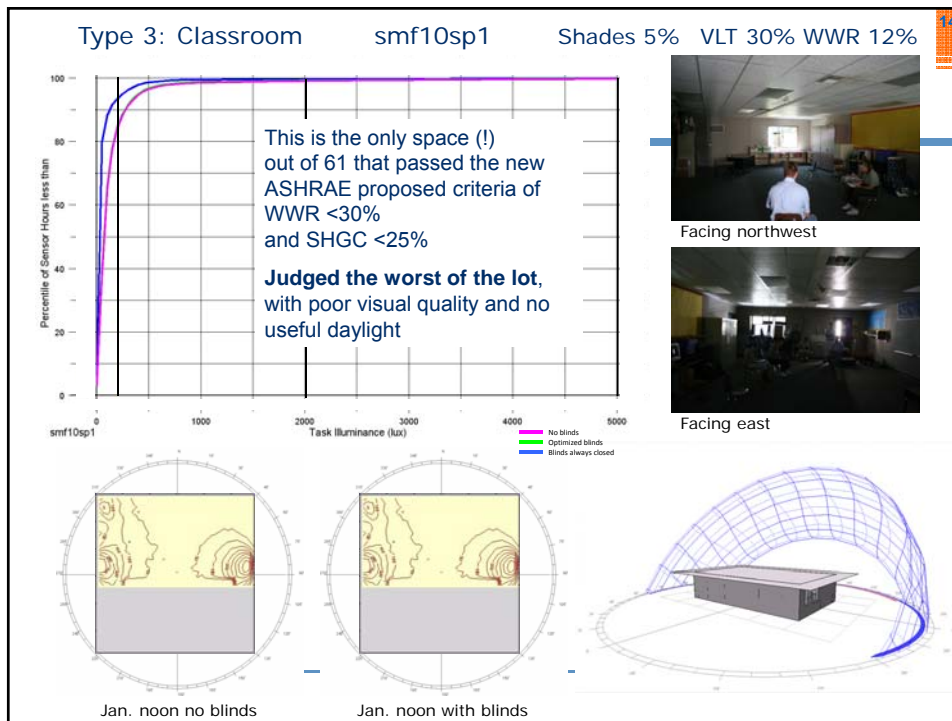 Type 3: Classroom smf10sp1 Shades 5% VLT 30% WWR 12%
14
100
80
60
40
20
0
Percentile of Sensor Hours less than
This is the only space (!)
out of 61 that passed the new
ASHRAE proposed criteria of
WWR <30%
and SHGC <25%
Judged the worst of the lot,
with poor visual quality and no
useful daylight
0 1000 2000 3000 4000 5000
smf10sp1 Task Illuminance (lux)
No blinds
Optimized blinds
Blinds always closed
Facing northwest
Facing east
Jan. noon no blinds
Jan. noon with blinds